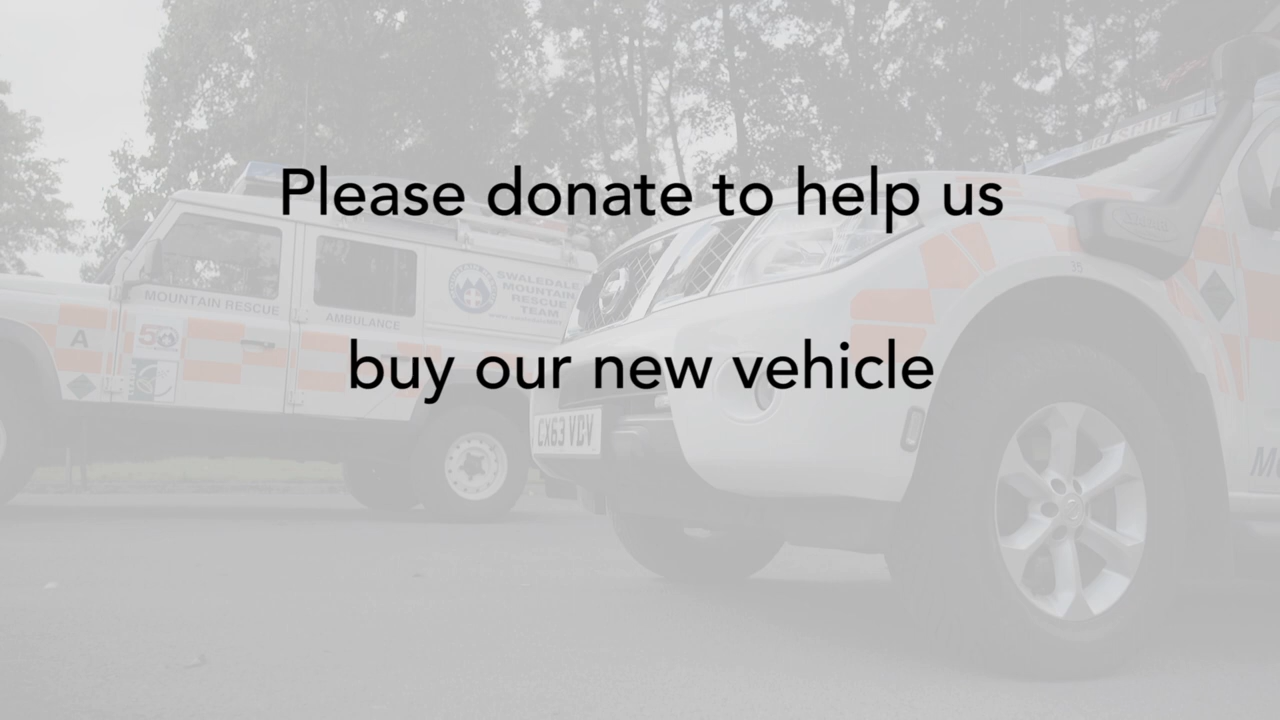 Please donate to help us
buy our new vehicle
MOUNTAIN RESCUE
AMBULANCE
SWALEDALE
MOUNTAIN
RESCUE
TEAM
A
50
CX63 VDV
35